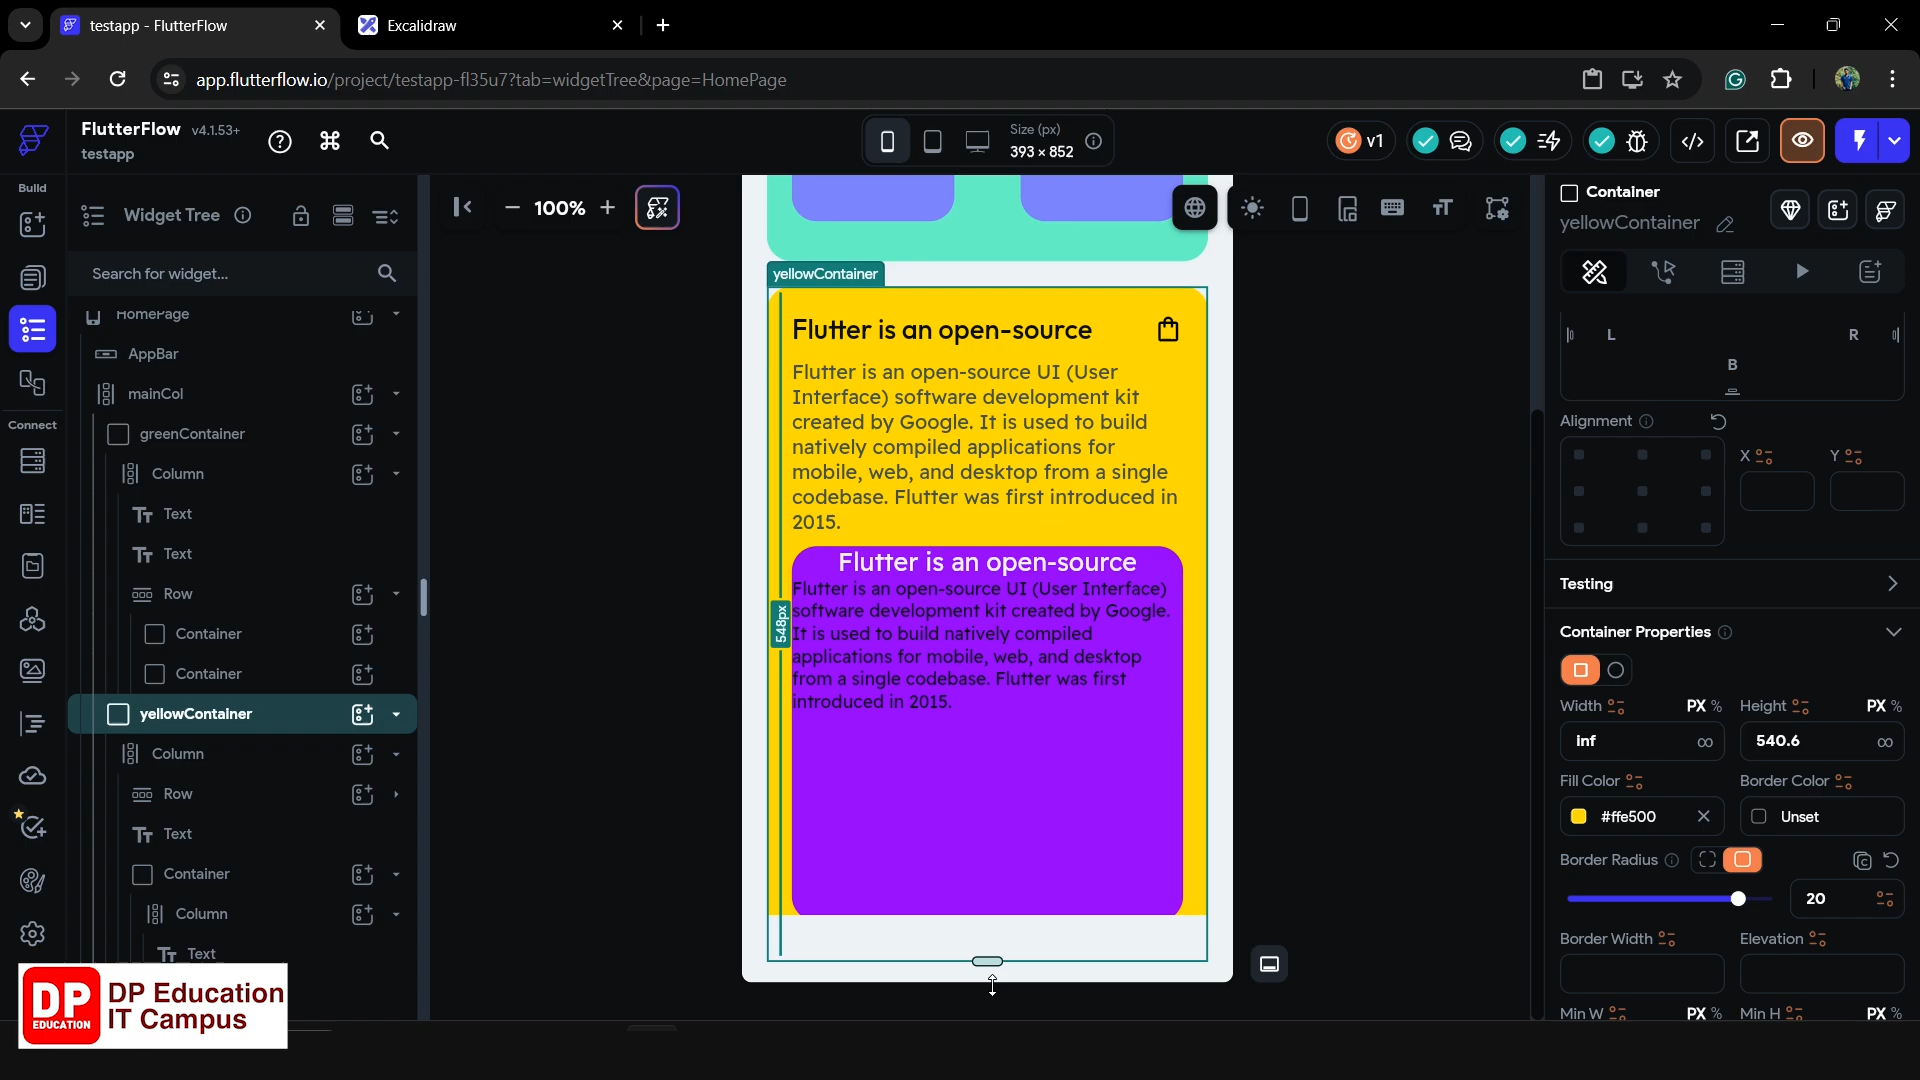 testapp - FlutterFlow
Excalidraw
app.flutterflow.io/project/testapp-fl35u7?tab=widgetTree&page=HomePage
FlutterFlow v4.1.53+
testapp
Size (px)
393 × 852
v1
Build
Connect
Widget Tree
Search for widget...
HomePage
AppBar
mainCol
greenContainer
Column
Text
Text
Row
Container
Container
yellowContainer
Column
Row
Text
Container
Column
Text
DP
EDUCATION
DP Education
IT Campus
100%
yellowContainer
Flutter is an open-source
Flutter is an open-source UI (User
Interface) software development kit
created by Google. It is used to build
natively compiled applications for
mobile, web, and desktop from a single
codebase. Flutter was first introduced in
2015.
548px
Flutter is an open-source
Flutter is an open-source UI (User Interface)
software development kit created by Google.
It is used to build natively compiled
applications for mobile, web, and desktop
from a single codebase. Flutter was first
introduced in 2015.
Container
yellowContainer
L
R
B
Alignment
X
Y
Testing
Container Properties
Width PX %
Height PX %
inf
540.6
Fill Color
Border Color
#ffe500
Unset
Border Radius
20
Border Width
Elevation
Min W PX %
Min H PX %